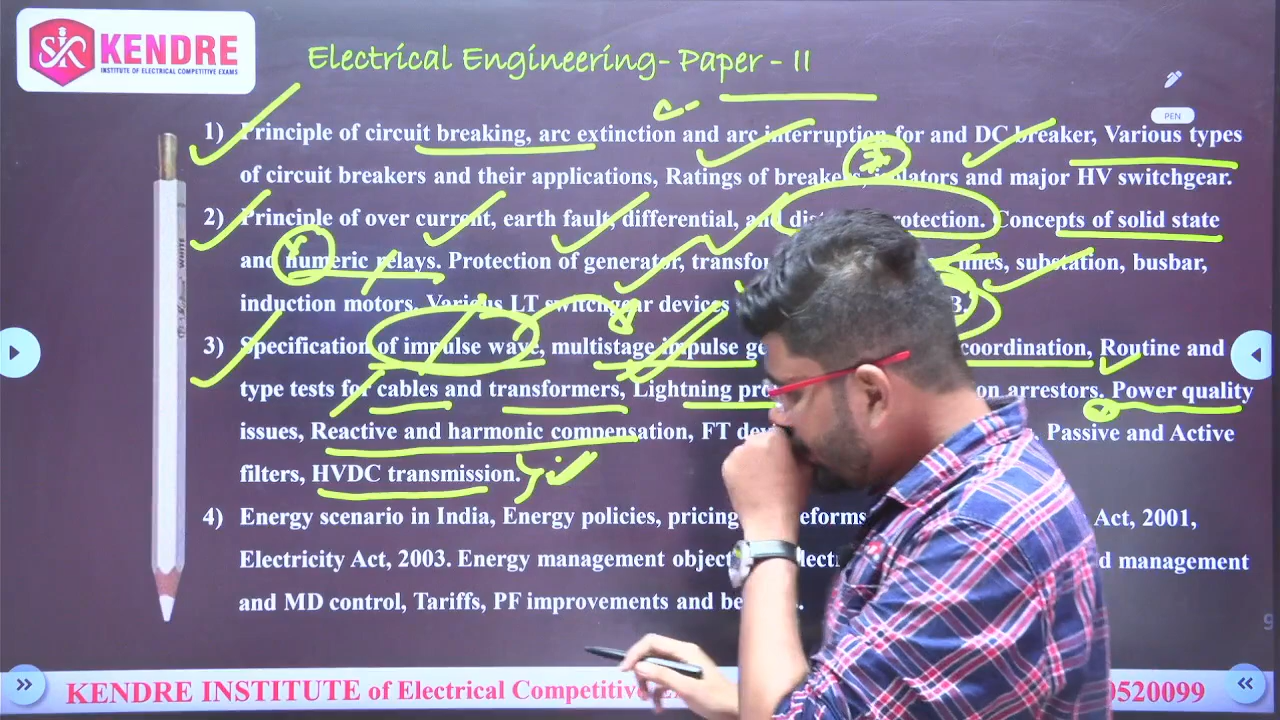 KENDRE
INSTITUTE OF ELECTRICAL COMPETITIVE EXAMS
Electrical Engineering- Paper - II
PEN
1) Principle of circuit breaking, arc extinction and arc interruption for and DC breaker, Various types
of circuit breakers and their applications, Ratings of breakers, isolators and major HV switchgear.
2) Principle of over current, earth fault, differential, and protection. Concepts of solid state
and numeric relays. Protection of generator, lines, substation, busbar,
induction motors. Various LT switchgear devices
3) Specification of impulse wave, multistage impulse coordination, Routine and
type tests for cables and transformers, Lightning arrestors. Power quality
issues, Reactive and harmonic compensation, FT Passive and Active
filters, HVDC transmission.
4) Energy scenario in India, Energy policies, pricing Act, 2001,
Electricity Act, 2003. Energy management management
and MD control, Tariffs, PF improvements and
KENDRE INSTITUTE of Electrical Competitive 0520099